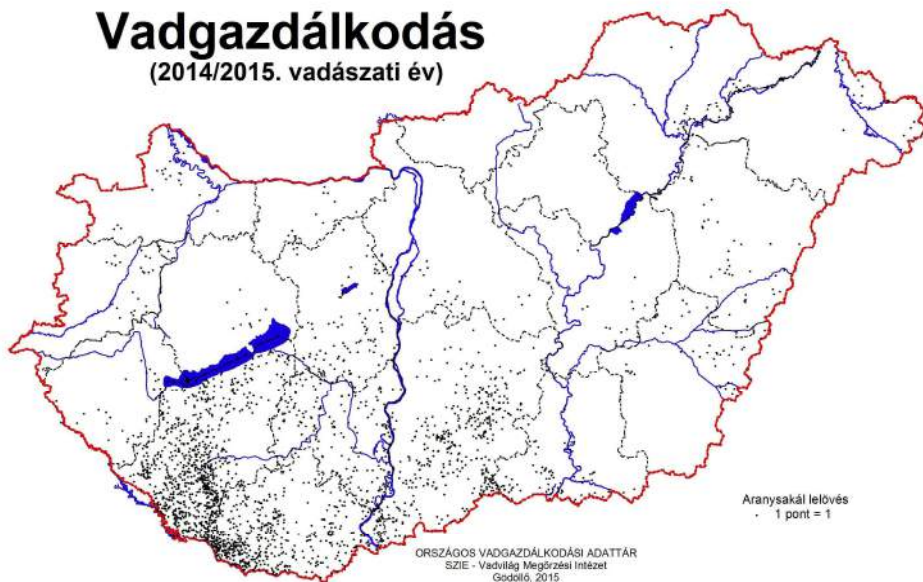 Vadgazdálkodás
(2014/2015. vadászati év)
Aranysakál lelövés
. 1 pont = 1
ORSZÁGOS VADGAZDÁLKODÁSI ADATTÁR
SZIE - Vadvilág Megőrzési Intézet
Gödöllő, 2015